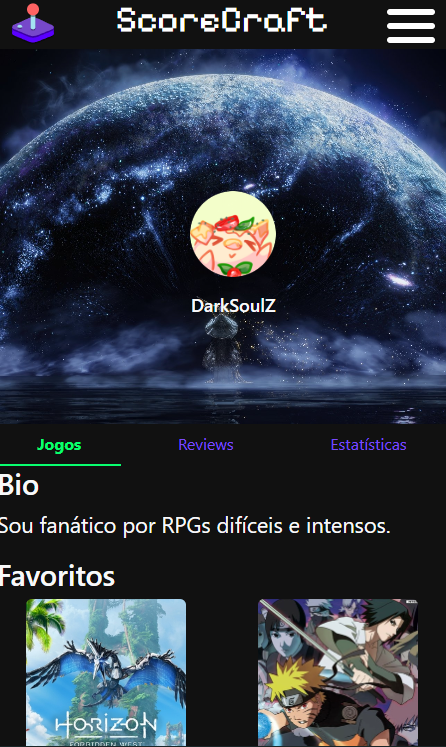 ScoreCraft
DarkSoulZ
Jogos Reviews Estatísticas
Bio
Sou fanático por RPGs difíceis e intensos.
Favoritos
HORIZON
FORBIDDEN WEST